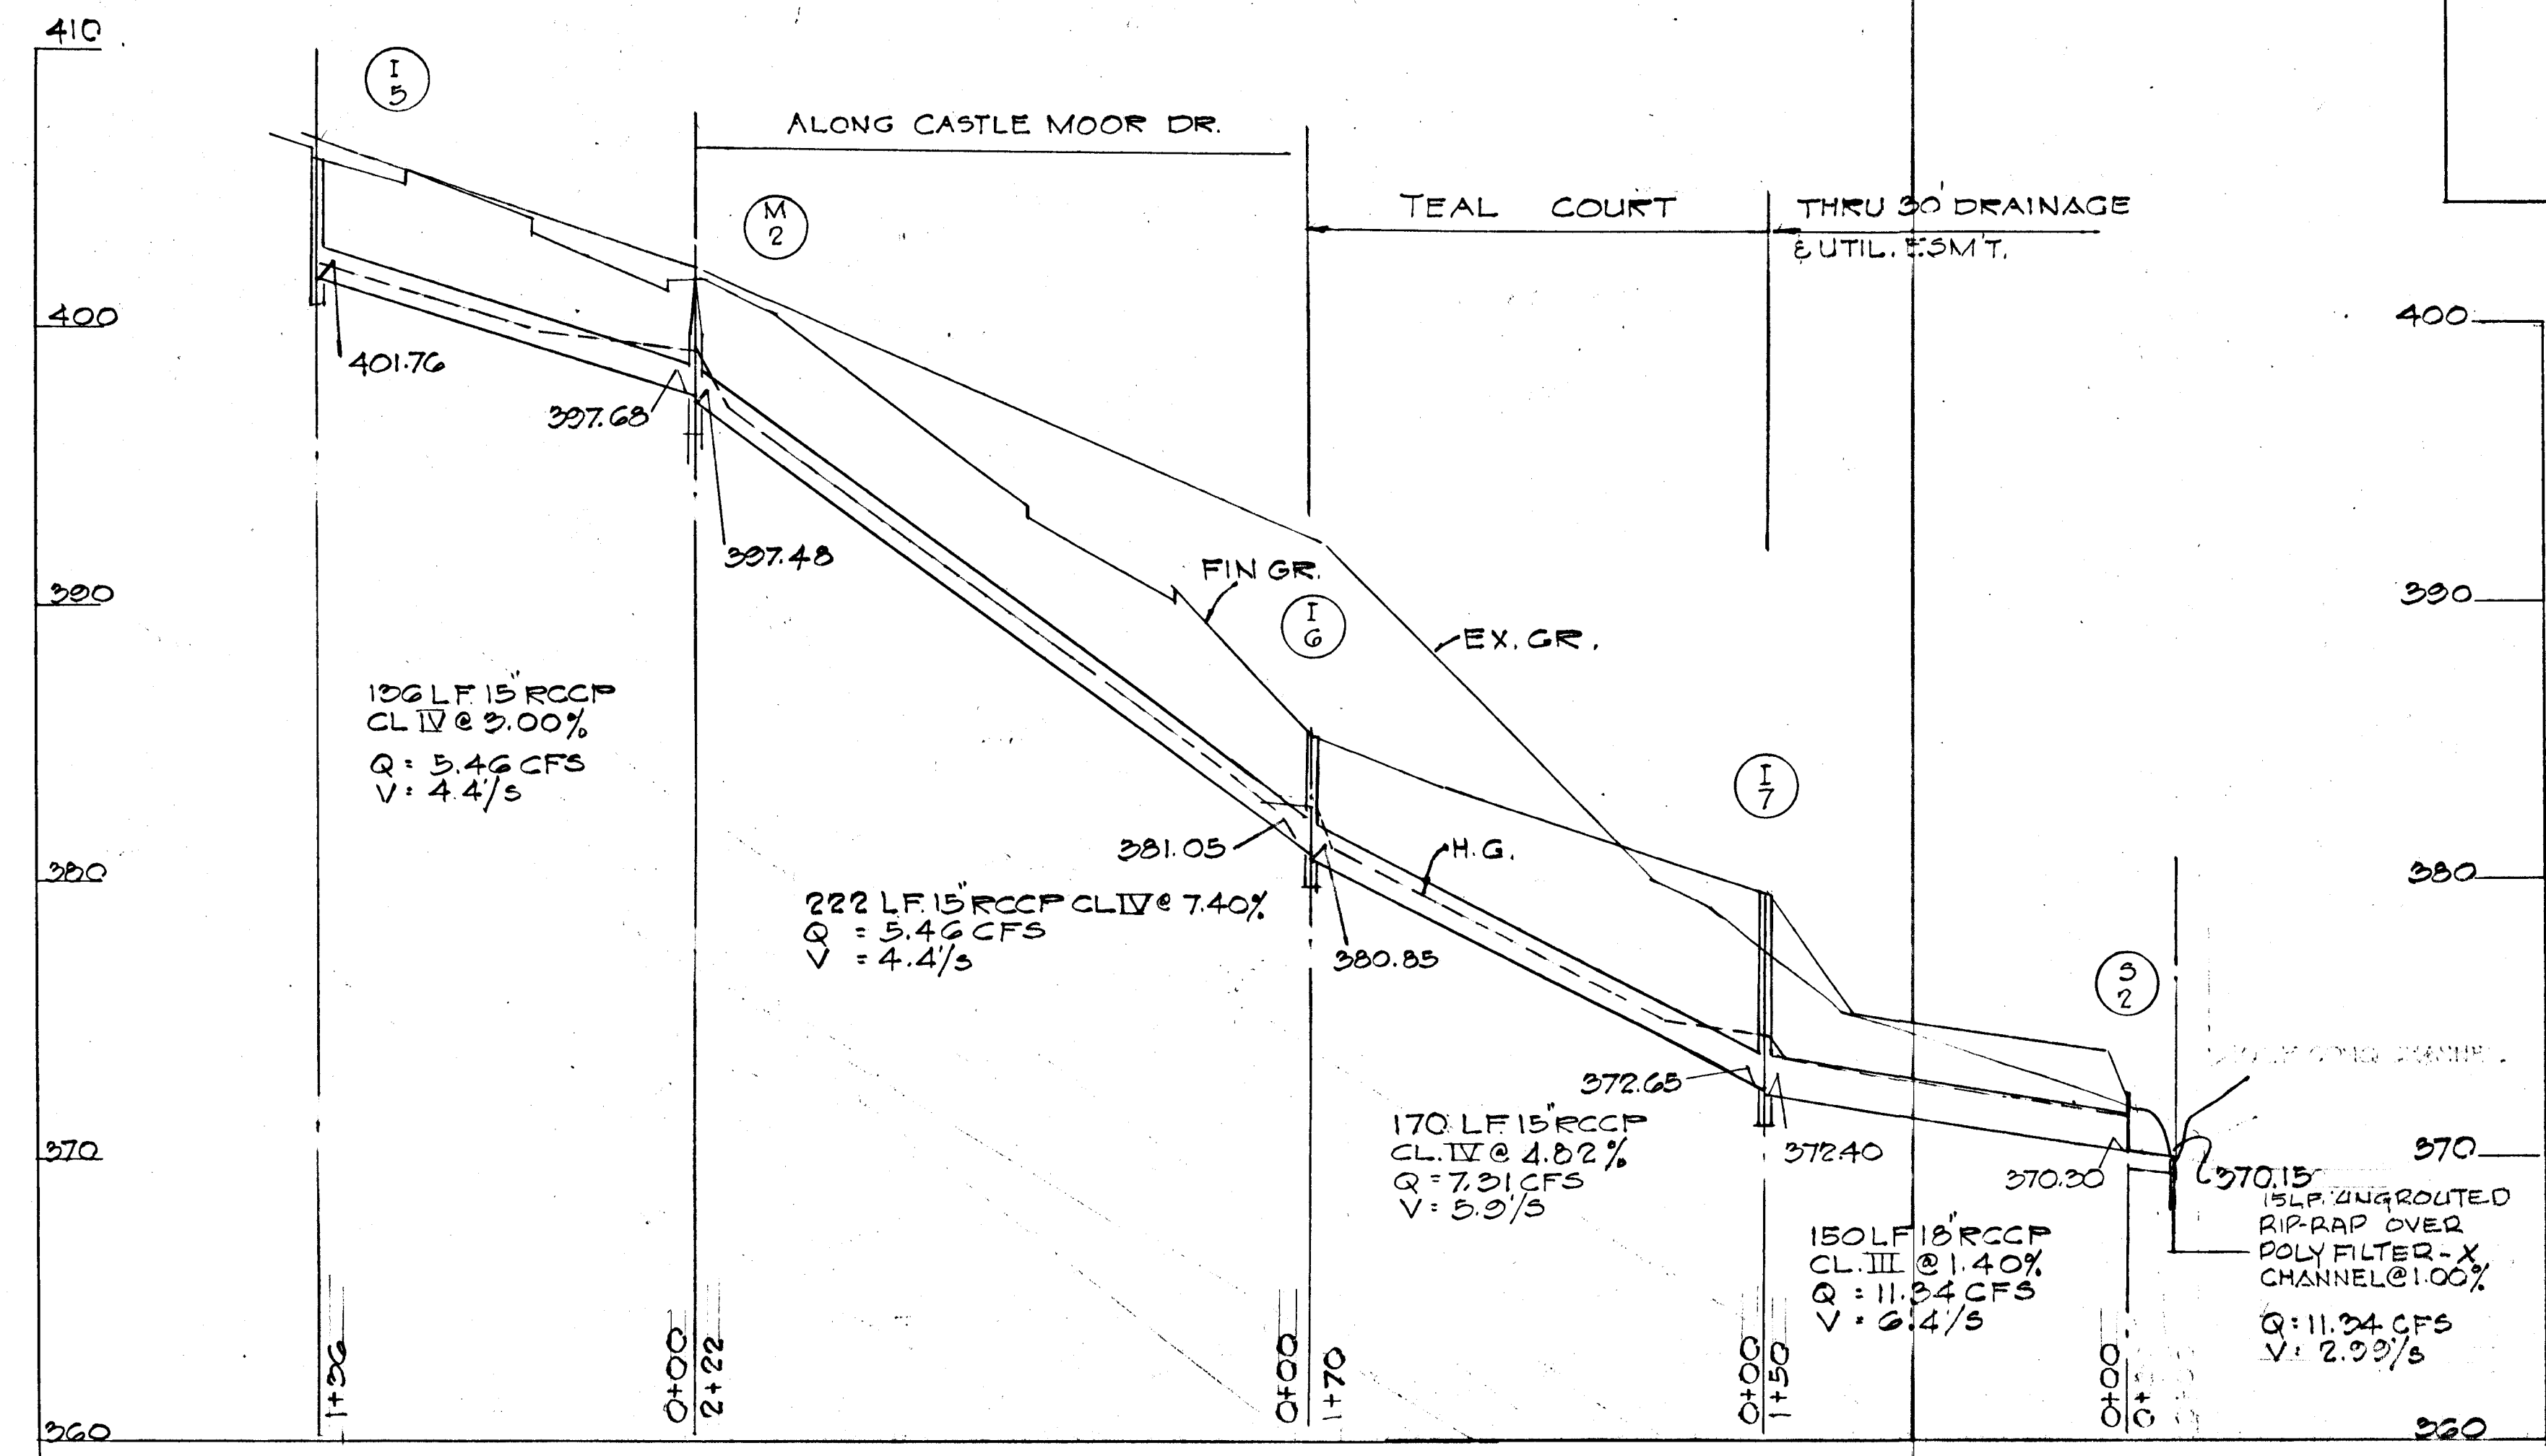 410
I
5
ALONG CASTLE MOOR DR.
M
2
TEAL COURT
THRU 30' DRAINAGE
& UTIL. ESM'T.
400
400
401.76
397.68
397.48
390
390
FIN GR.
I
6
EX. GR.
136 LF 15" RCCP
CL IV @ 3.00%
Q = 5.46 CFS
V = 4.4'/s
I
7
H.G.
381.05
380
380
222 LF. 15" RCCP CL IV @ 7.40%
Q = 5.46 CFS
V = 4.4'/s
380.85
S
2
372.65
170 LF 15" RCCP
CL. IV @ 4.82%
Q = 7.31 CFS
V = 5.9'/S
372.40
370
370
370.30
370.15
15 LF. UNGROUTED
RIP-RAP OVER
POLY FILTER-X
CHANNEL @ 1.00%
Q = 11.34 CFS
V = 2.99'/s
150 LF 18" RCCP
CL. III @ 1.40%
Q = 11.34 CFS
V = 6.4'/S
1+36
0+00
2+22
0+00
1+70
0+00
1+50
0+00
360
360